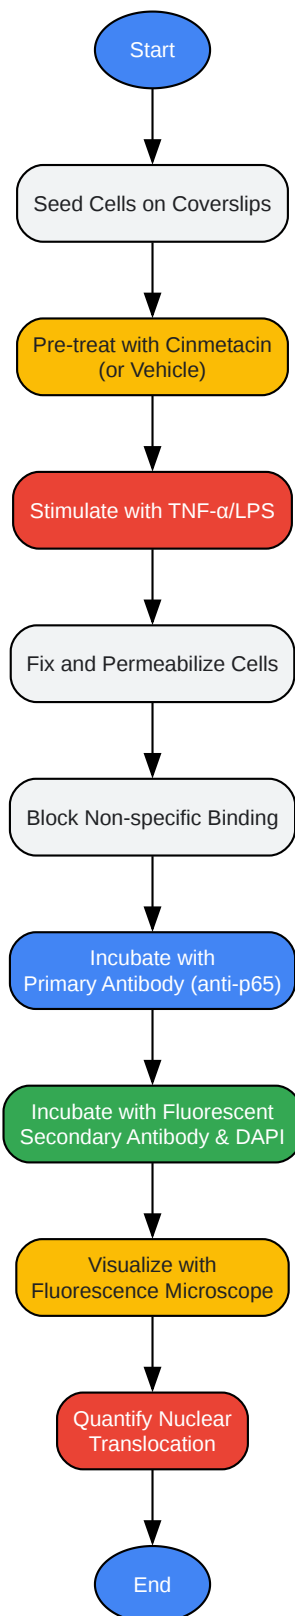 Start
Seed Cells on Coverslips
Pre-treat with Cinmetacin
(or Vehicle)
Stimulate with TNF-α/LPS
Fix and Permeabilize Cells
Block Non-specific Binding
Incubate with
Primary Antibody (anti-p65)
Incubate with Fluorescent
Secondary Antibody & DAPI
Visualize with
Fluorescence Microscope
Quantify Nuclear
Translocation
End